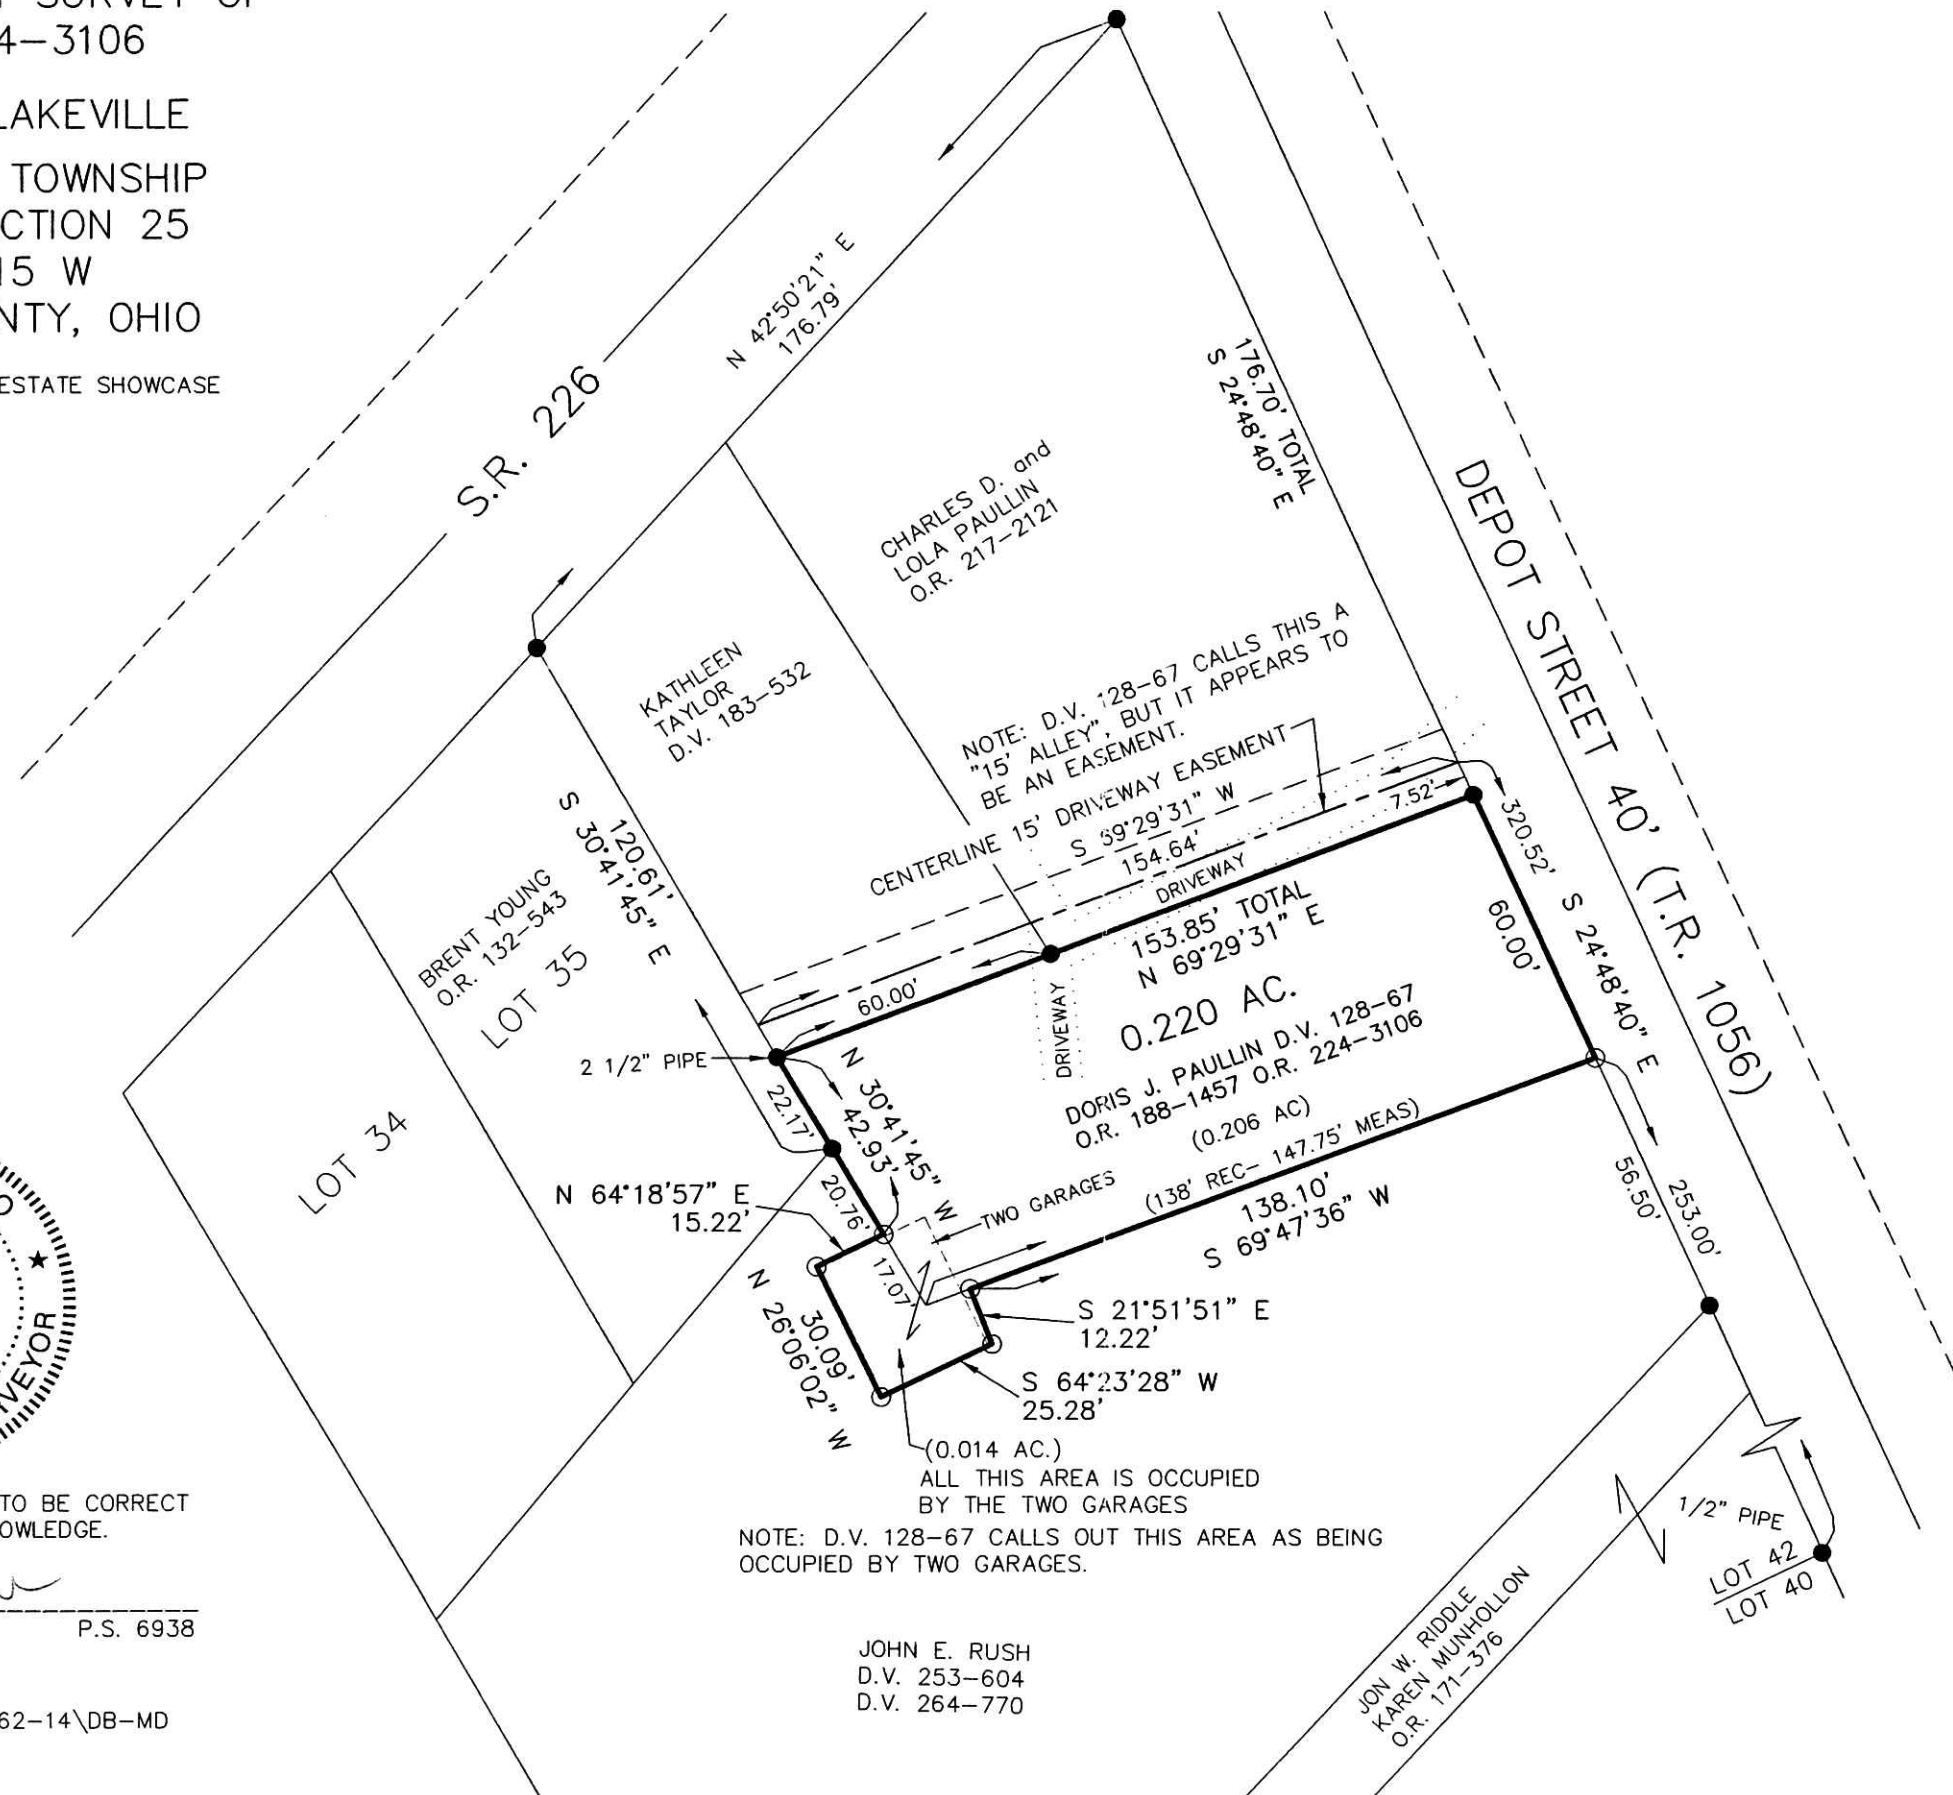 SURVEY OF
4-3106
LAKEVILLE
TOWNSHIP
CTION 25
15 W
NTY, OHIO
ESTATE SHOWCASE
S.R. 226
N 42°50'21" E
176.79'
176.70' TOTAL
S 24°48'40" E
CHARLES D. and
LOLA PAULLIN
O.R. 217-2121
DEPOT STREET 40' (T.R. 1056)
KATHLEEN
TAYLOR
D.V. 183-532
NOTE: D.V. 128-67 CALLS THIS A
"15' ALLEY", BUT IT APPEARS TO
BE AN EASEMENT.
CENTERLINE 15' DRIVEWAY EASEMENT
S 69°29'31" W
154.64'
7.52'
DRIVEWAY
120.61'
S 30°41'45" E
BRENT YOUNG
O.R. 132-543
LOT 35
153.85' TOTAL
N 69°29'31" E
60.00'
320.52'
S 24°48'40" E
60.00'
0.220 AC.
DRIVEWAY
DORIS J. PAULLIN D.V. 128-67
O.R. 188-1457 O.R. 224-3106
(0.206 AC)
2 1/2" PIPE
N 30°41'45" W
42.93'
22.17'
LOT 34
N 64°18'57" E
15.22'
20.76'
TWO GARAGES
(138' REC- 147.75' MEAS)
138.10'
S 69°47'36" W
56.50'
253.00'
17.07'
30.09'
N 26°06'02" W
S 21°51'51" E
12.22'
S 64°23'28" W
25.28'
(0.014 AC.)
ALL THIS AREA IS OCCUPIED
BY THE TWO GARAGES
NOTE: D.V. 128-67 CALLS OUT THIS AREA AS BEING
OCCUPIED BY TWO GARAGES.
VEYOR
TO BE CORRECT
OWLEDGE.
P.S. 6938
62-14\DB-MD
JOHN E. RUSH
D.V. 253-604
D.V. 264-770
JON W. RIDDLE
KAREN MUNHOLLON
O.R. 171-376
1/2" PIPE
LOT 42
LOT 40